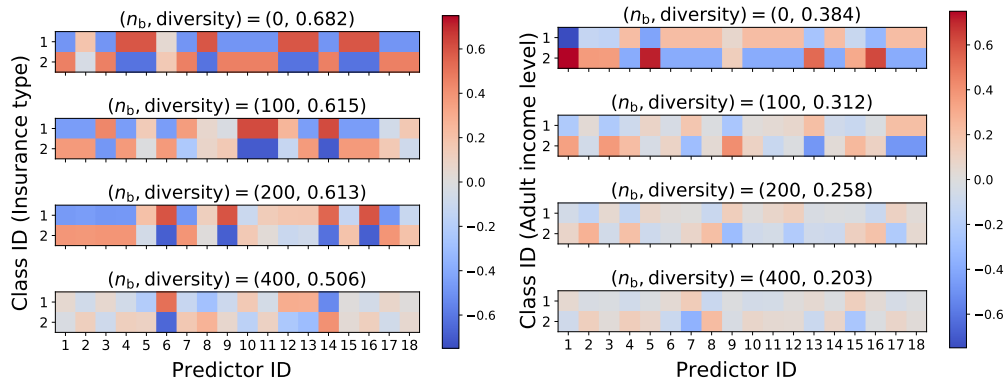 (n_b, diversity) = (0, 0.682)
1
2
(n_b, diversity) = (100, 0.615)
1
2
(n_b, diversity) = (200, 0.613)
1
2
(n_b, diversity) = (400, 0.506)
1
2
1 2 3 4 5 6 7 8 9 10 11 12 13 14 15 16 17 18
Predictor ID
Class ID (Insurance type)
0.6
0.4
0.2
0.0
−0.2
−0.4
−0.6
(n_b, diversity) = (0, 0.384)
1
2
(n_b, diversity) = (100, 0.312)
1
2
(n_b, diversity) = (200, 0.258)
1
2
(n_b, diversity) = (400, 0.203)
1
2
1 2 3 4 5 6 7 8 9 10 11 12 13 14 15 16 17 18
Predictor ID
Class ID (Adult income level)
0.6
0.4
0.2
0.0
−0.2
−0.4
−0.6